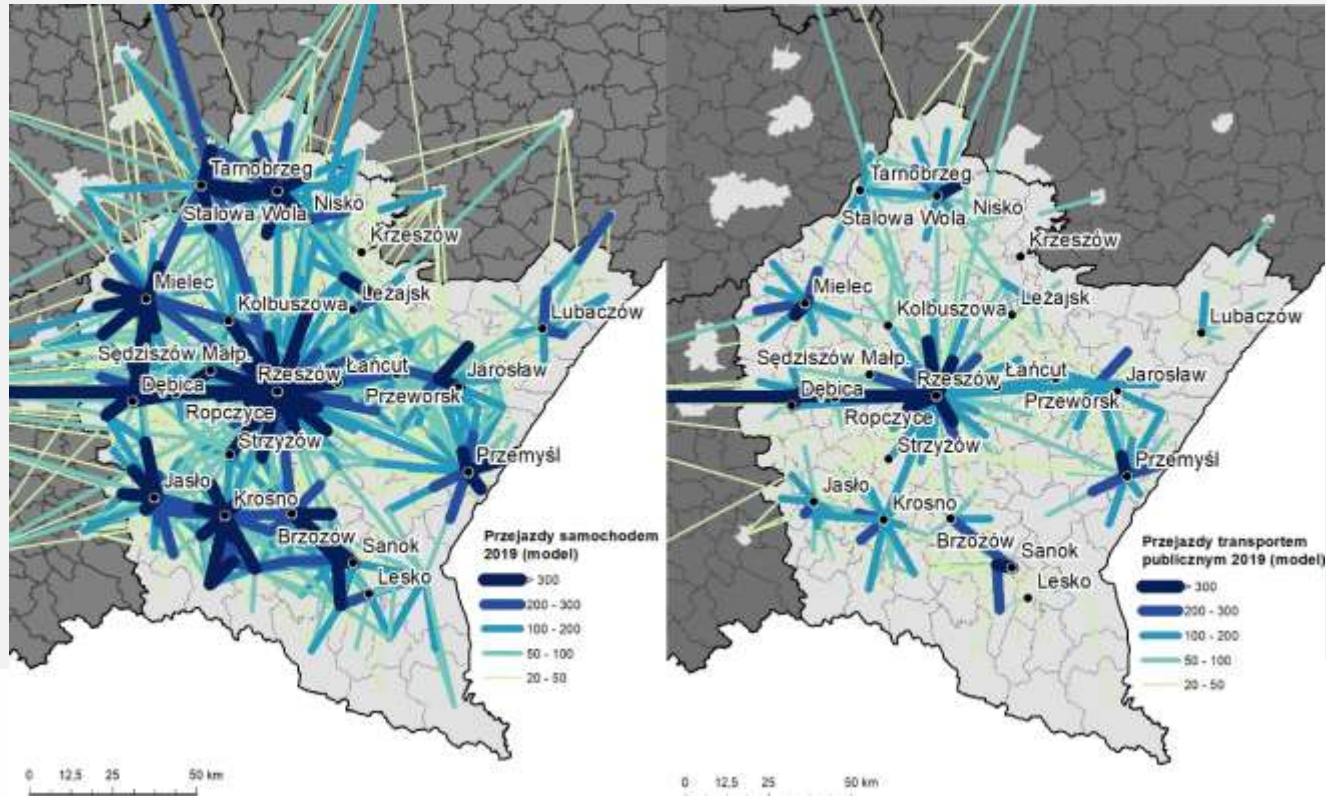 Tarnobrzeg
Stalowa Wola
Nisko
Krzeszów
Mielec
Kolbuszowa
Leżajsk
Lubaczów
Sędziszów Małp.
Dębica
Rzeszów
Łańcut
Jarosław
Ropczyce
Przeworsk
Strzyżów
Przemyśl
Jasło
Krosno
Brzozów
Sanok
Lesko
Przejazdy samochodem
2019 (model)
> 300
200 - 300
100 - 200
50 - 100
20 - 50
0 12,5 25 50 km
Tarnobrzeg
Stalowa Wola
Nisko
Krzeszów
Mielec
Kolbuszowa
Leżajsk
Lubaczów
Sędziszów Małp.
Dębica
Rzeszów
Łańcut
Jarosław
Ropczyce
Przeworsk
Strzyżów
Przemyśl
Jasło
Krosno
Brzozów
Sanok
Lesko
Przejazdy transportem
publicznym 2019 (model)
> 300
200 - 300
100 - 200
50 - 100
20 - 50
0 12,5 25 50 km